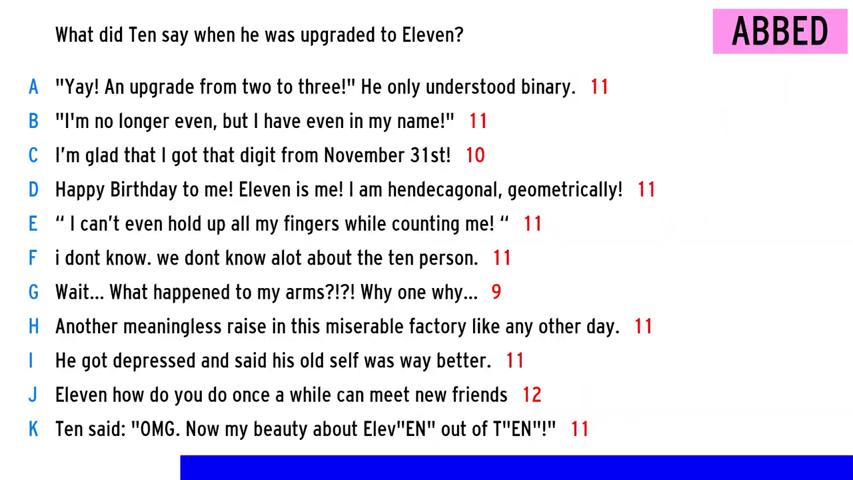 What did Ten say when he was upgraded to Eleven?
ABBED
A "Yay! An upgrade from two to three!" He only understood binary. 11
B "I'm no longer even, but I have even in my name!" 11
C I’m glad that I got that digit from November 31st! 10
D Happy Birthday to me! Eleven is me! I am hendecagonal, geometrically! 11
E “ I can’t even hold up all my fingers while counting me! “ 11
F i dont know. we dont know alot about the ten person. 11
G Wait... What happened to my arms?!?! Why one why... 9
H Another meaningless raise in this miserable factory like any other day. 11
I He got depressed and said his old self was way better. 11
J Eleven how do you do once a while can meet new friends 12
K Ten said: "OMG. Now my beauty about Elev"EN" out of T"EN"!" 11